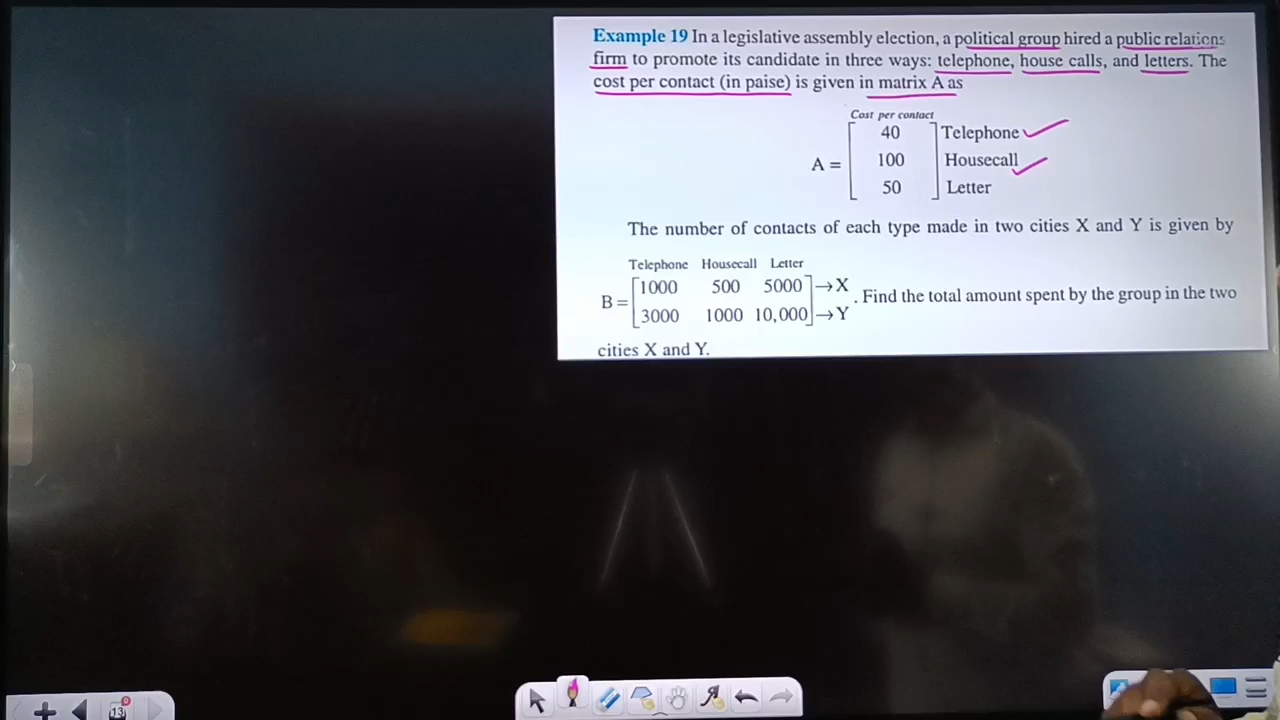 Example 19 In a legislative assembly election, a political group hired a public relations
firm to promote its candidate in three ways: telephone, house calls, and letters. The
cost per contact (in paise) is given in matrix A as
Cost per contact
40 Telephone
A = 100 Housecall
50 Letter
The number of contacts of each type made in two cities X and Y is given by
Telephone Housecall Letter
1000 500 5000 →X
B = . Find the total amount spent by the group in the two
3000 1000 10,000 →Y
cities X and Y.
13